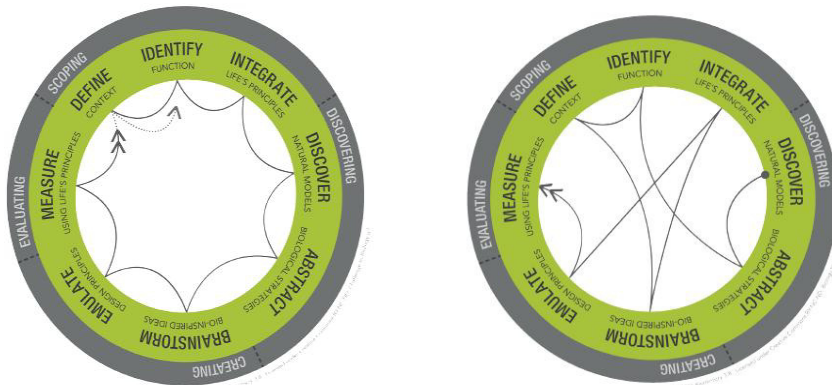 SCOPING
IDENTIFY
FUNCTION
INTEGRATE
LIFE'S PRINCIPLES
DISCOVERING
DISCOVER
NATURAL MODELS
ABSTRACT
BIOLOGICAL STRATEGIES
CREATING
BRAINSTORM
BIO-INSPIRED IDEAS
EMULATE
DESIGN PRINCIPLES
EVALUATING
MEASURE
USING LIFE'S PRINCIPLES
DEFINE
CONTEXT
SCOPING
IDENTIFY
FUNCTION
INTEGRATE
LIFE'S PRINCIPLES
DISCOVERING
DISCOVER
NATURAL MODELS
ABSTRACT
BIOLOGICAL STRATEGIES
CREATING
BRAINSTORM
BIO-INSPIRED IDEAS
EMULATE
DESIGN PRINCIPLES
EVALUATING
MEASURE
USING LIFE'S PRINCIPLES
DEFINE
CONTEXT